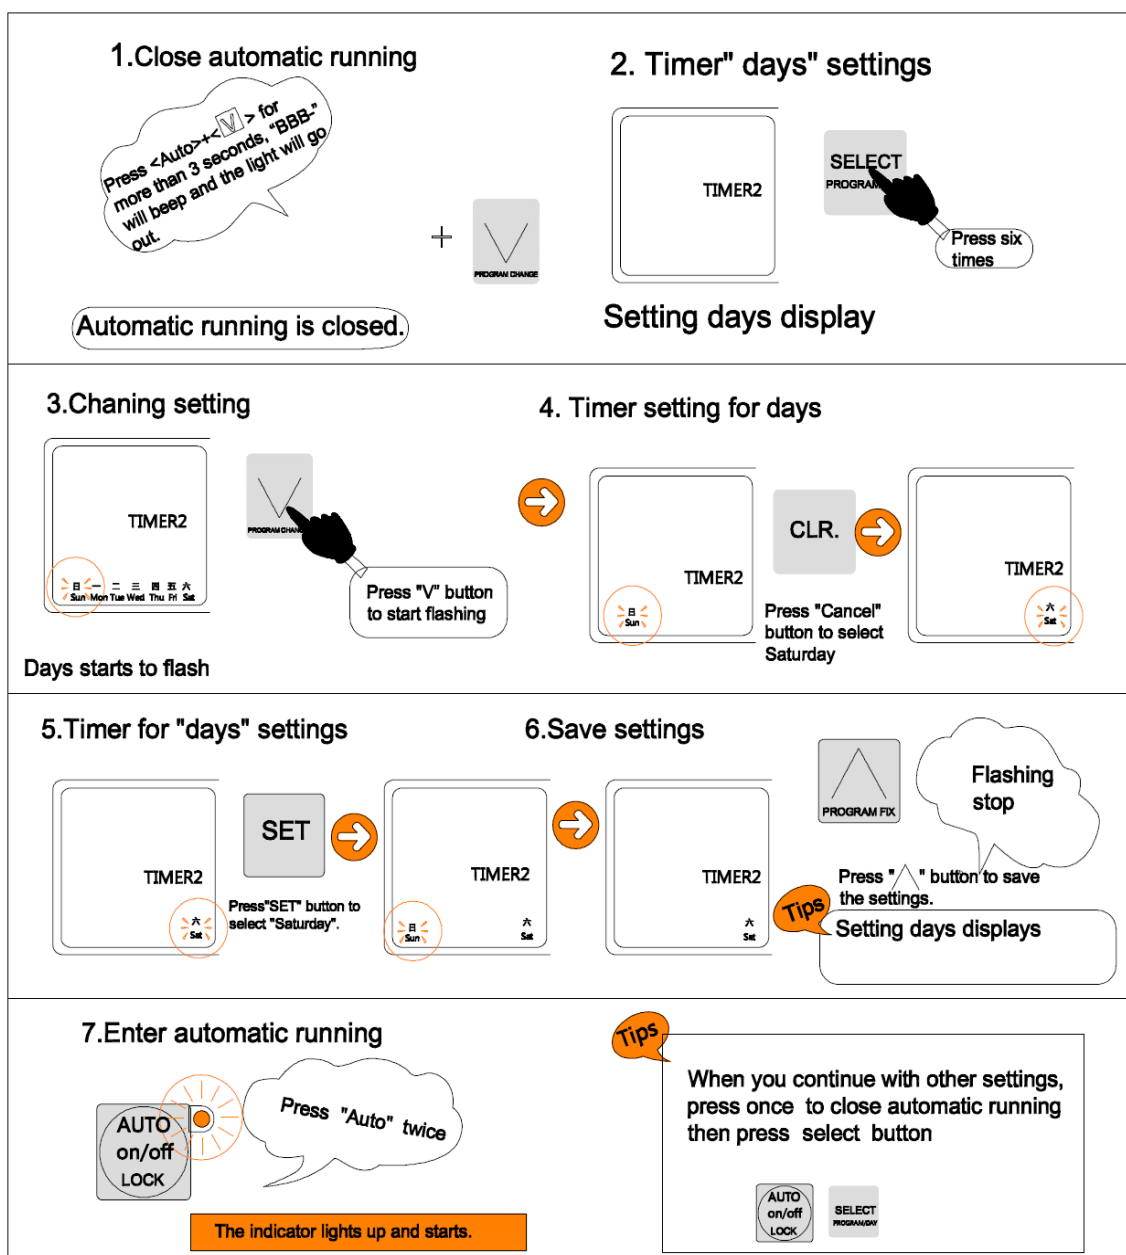 1.Close automatic running
Press <Auto>+< V > for
more than 3 seconds, “BBB-”
will beep and the light will go
out.
+
PROGRAM CHANGE
Automatic running is closed.
2. Timer" days" settings
TIMER2
SELECT
PROGRAM
Press six
times
Setting days display
3.Chaning setting
TIMER2
日 一 二 三 四 五 六
Sun Mon Tue Wed Thu Fri Sat
PROGRAM CHAN
Press "V" button
to start flashing
Days starts to flash
4. Timer setting for days
TIMER2
日
Sun
CLR.
Press "Cancel"
button to select
Saturday
TIMER2
六
Sat
5.Timer for "days" settings
TIMER2
六
Sat
SET
Press"SET" button to
select "Saturday".
TIMER2
日 六
Sun Sat
6.Save settings
TIMER2
六
Sat
PROGRAM FIX
Flashing
stop
Press "∧" button to save
the settings.
Tips
Setting days displays
7.Enter automatic running
AUTO
on/off
LOCK
Press "Auto" twice
The indicator lights up and starts.
Tips
When you continue with other settings,
press once to close automatic running
then press select button
AUTO
on/off
LOCK
SELECT
PROGRAM/DAY